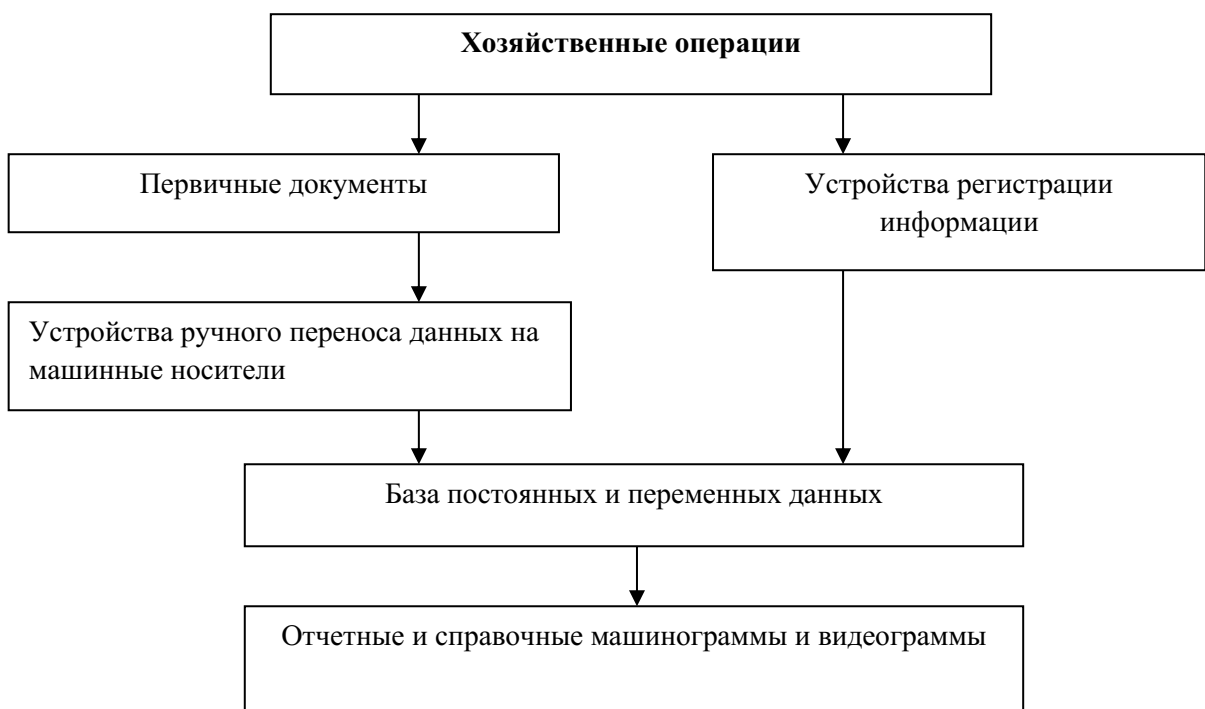 Хозяйственные операции
Первичные документы
Устройства регистрации
информации
Устройства ручного переноса данных на
машинные носители
База постоянных и переменных данных
Отчетные и справочные машинограммы и видеограммы